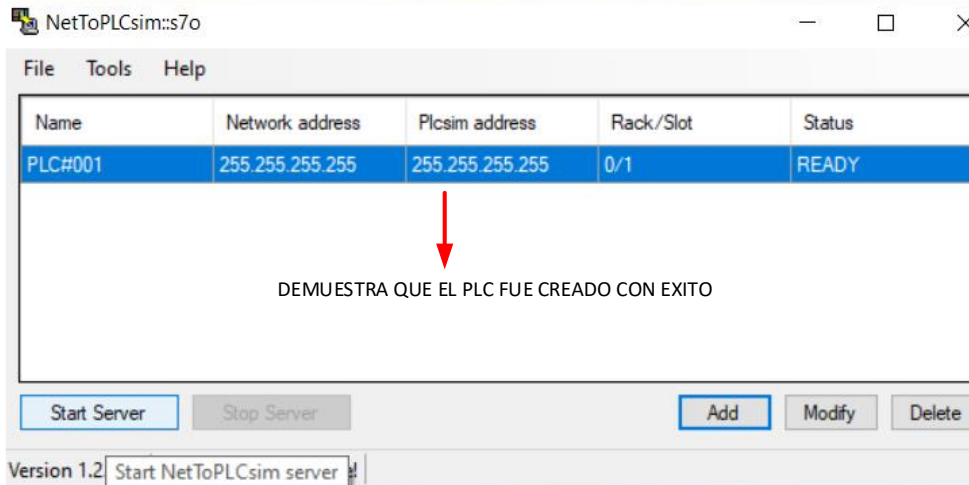 NetToPLCsim::s7o
File Tools Help
Name Network address Plcsim address Rack/Slot Status
PLC#001 255.255.255.255 255.255.255.255 0/1 READY
DEMUESTRA QUE EL PLC FUE CREADO CON EXITO
Start Server Stop Server Add Modify Delete
Version 1.2 Start NetToPLCsim server